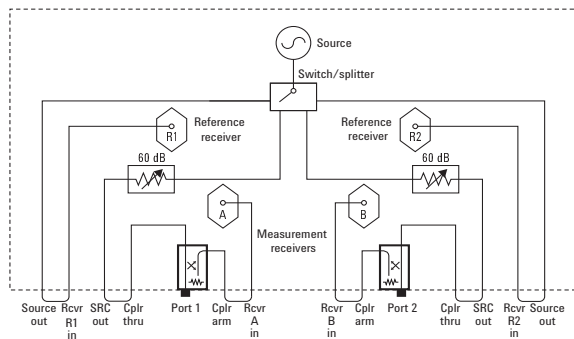 Source
Switch/splitter
R1
Reference
receiver
Reference
receiver
R2
60 dB
60 dB
A
B
Measurement
receivers
Source
out
Rcvr
R1
in
SRC
out
Cplr
thru
Port 1
Cplr
arm
Rcvr
A
in
Rcvr
B
in
Cplr
arm
Port 2
Cplr
thru
SRC
out
Rcvr
R2
in
Source
out